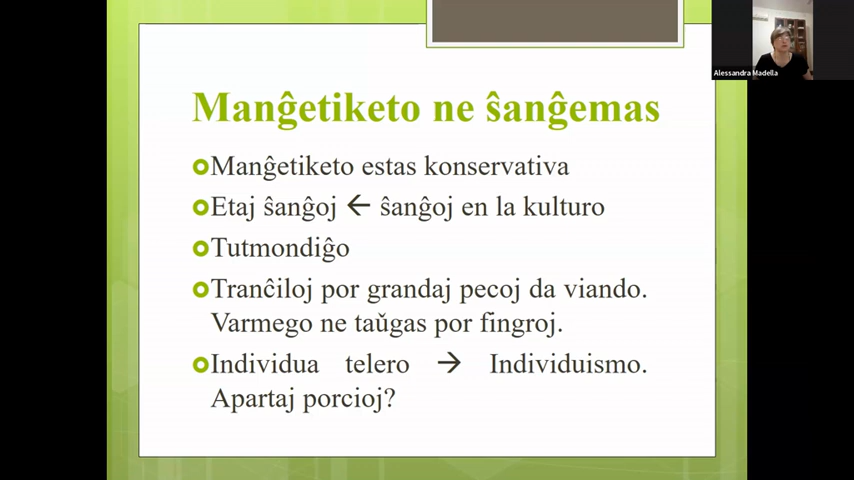 Manĝetiketo ne ŝanĝemas
Manĝetiketo estas konservativa
Etaj ŝanĝoj ← ŝanĝoj en la kulturo
Tutmondiĝo
Tranĉiloj por grandaj pecoj da viando.
Varmego ne taŭgas por fingroj.
Individua telero → Individuismo.
Apartaj porcioj?
Alessandra Madella